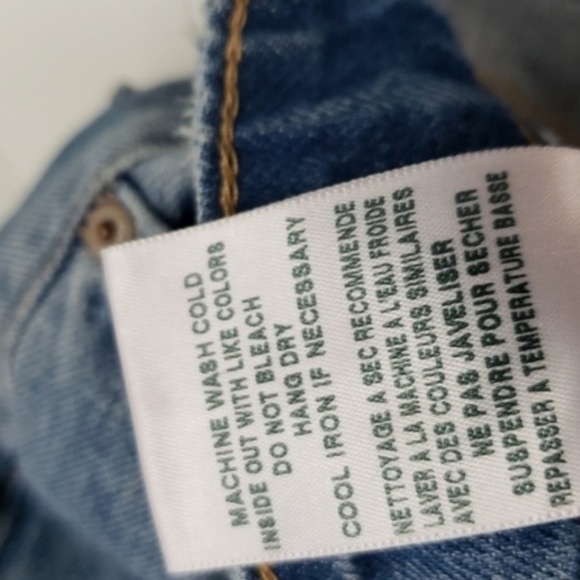 MACHINE WASH COLD
INSIDE OUT WITH LIKE COLORS
DO NOT BLEACH
HANG DRY
COOL IRON IF NECESSARY
NETTOYAGE A SEC RECOMMENDE
LAVER A LA MACHINE A L'EAU FROIDE
AVEC DES COULEURS SIMILAIRES
NE PAS JAVELISER
SUSPENDRE POUR SECHER
REPASSER A TEMPERATURE BASSE